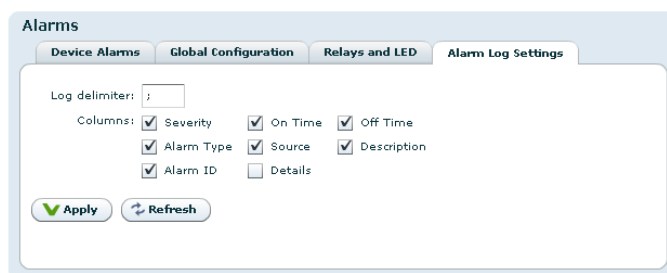 Alarms
Device Alarms Global Configuration Relays and LED Alarm Log Settings
Log delimiter: ;
Columns: Severity On Time Off Time
Alarm Type Source Description
Alarm ID Details
Apply Refresh